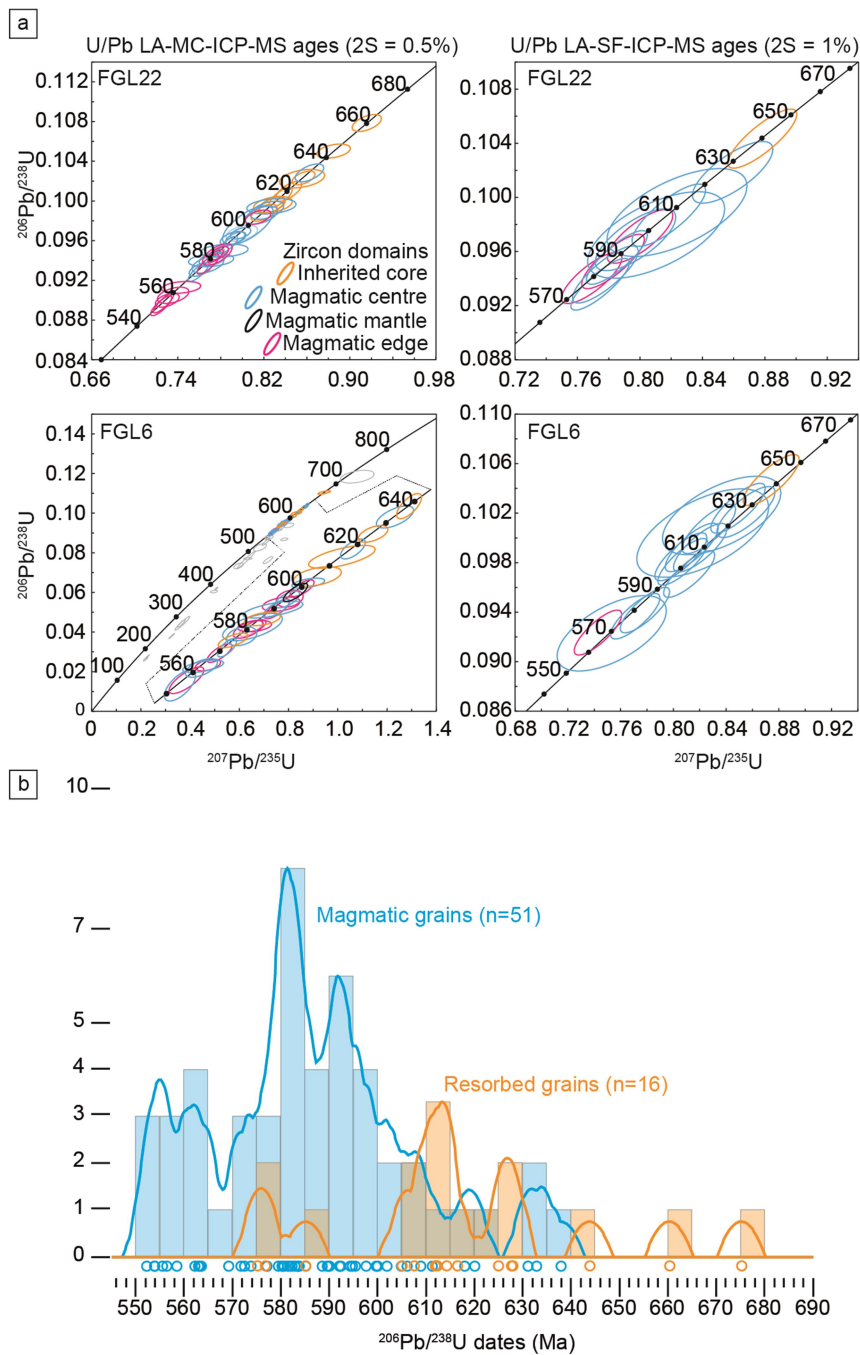 a
U/Pb LA-MC-ICP-MS ages (2S = 0.5%)
U/Pb LA-SF-ICP-MS ages (2S = 1%)
FGL22
0.112
0.108
0.104
0.100
0.096
0.092
0.088
0.084
206Pb/238U
680
660
640
620
600
580
560
540
Zircon domains
Inherited core
Magmatic centre
Magmatic mantle
Magmatic edge
0.66 0.74 0.82 0.90 0.98
FGL22
0.108
0.104
0.100
0.096
0.092
0.088
670
650
630
610
590
570
0.72 0.76 0.80 0.84 0.88 0.92
FGL6
0.14
0.12
0.10
0.08
0.06
0.04
0.02
0
206Pb/238U
800
700
600
500
400
300
200
100
640
620
600
580
560
0 0.2 0.4 0.6 0.8 1.0 1.2 1.4
207Pb/235U
FGL6
0.110
0.106
0.102
0.098
0.094
0.090
0.086
670
650
630
610
590
570
550
0.72 0.76 0.80 0.84 0.88 0.92
207Pb/235U
b
10
7
5
4
3
2
1
0
Magmatic grains (n=51)
Resorbed grains (n=16)
550 560 570 580 590 600 610 620 630 640 650 660 670 680 690
206Pb/238U dates (Ma)